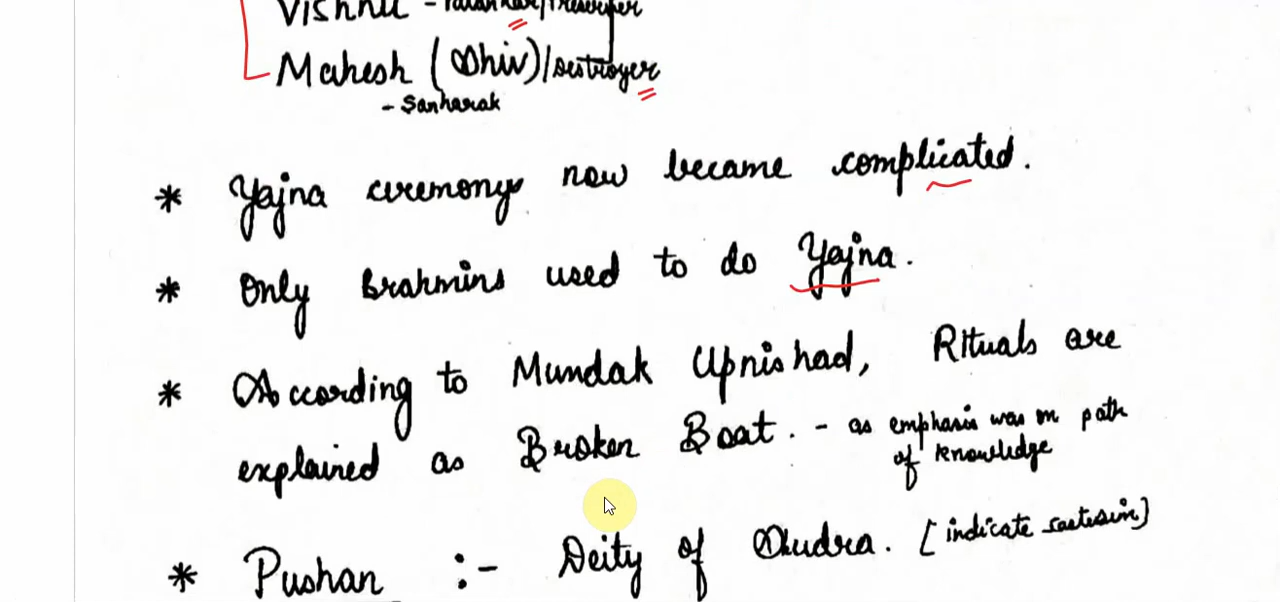 Vishnu - Palankar/Preserver
Mahesh (Shiv)/Destroyer
- Sanharak
* Yajna ceremony now became complicated.
* Only Brahmins used to do Yajna.
* According to Mundak Upnishad, Rituals are
explained as Broken Boat. - as emphasis was on path
of knowledge
* Pushan :- Deity of Shudra. [indicate casteism]